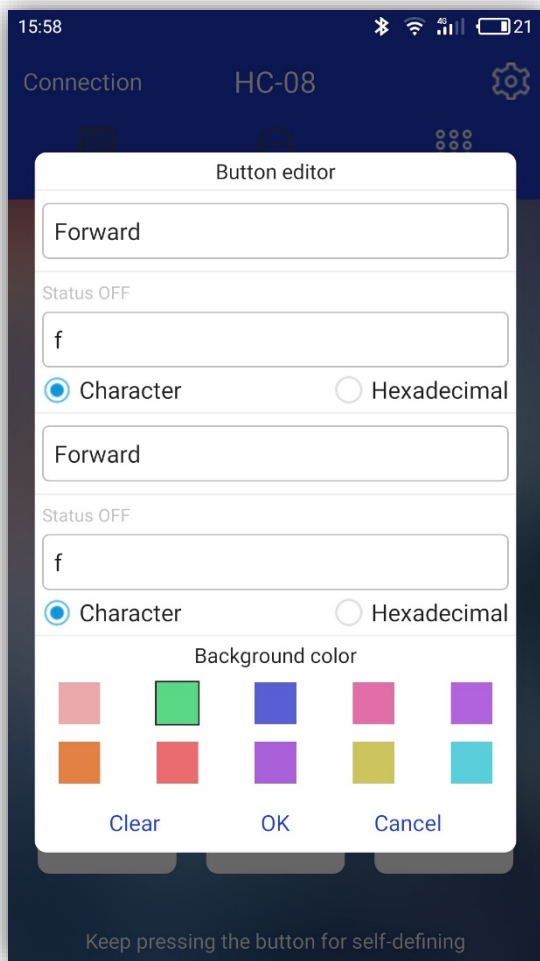 15:58
4G
21
Connection
HC-08
Button editor
Forward
Status OFF
f
Character Hexadecimal
Forward
Status OFF
f
Character Hexadecimal
Background color
Clear OK Cancel
Keep pressing the button for self-defining